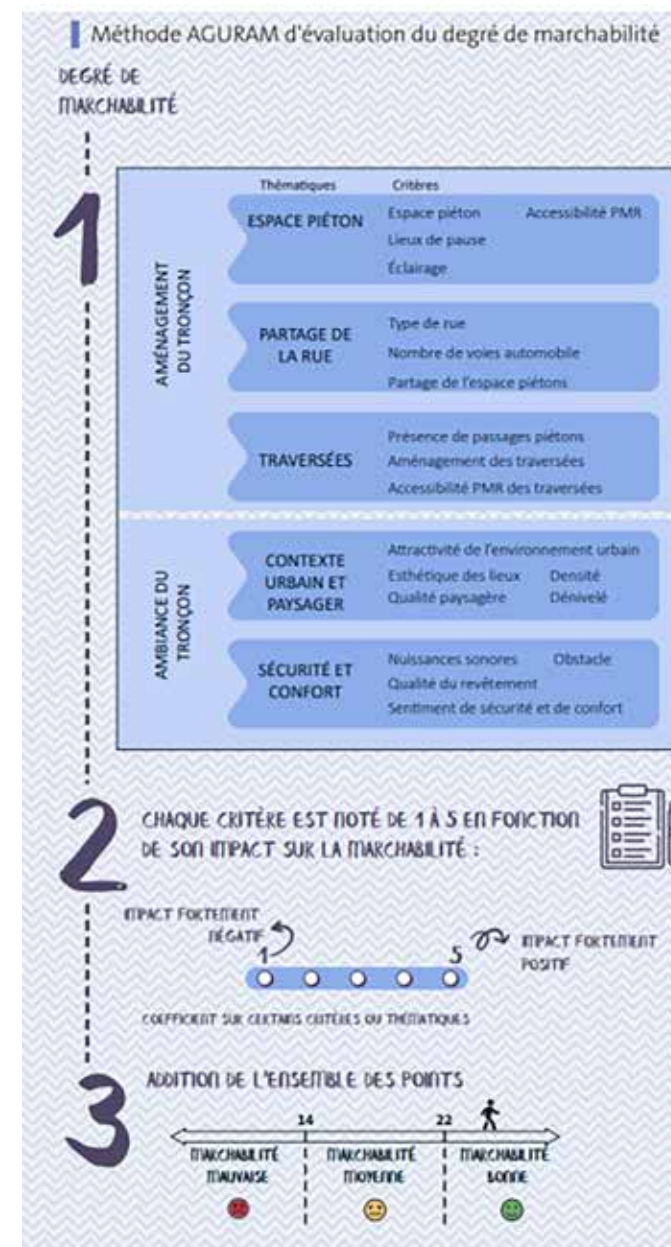 Méthode AGURAM d'évaluation du degré de marchabilité
DEGRÉ DE
MARCHABILITÉ
1
Thématiques Critères
AMÉNAGEMENT
DU TRONÇON
ESPACE PIÉTON
Espace piéton Accessibilité PMR
Lieux de pause
Éclairage
PARTAGE DE
LA RUE
Type de rue
Nombre de voies automobile
Partage de l'espace piétons
TRAVERSÉES
Présence de passages piétons
Aménagement des traversées
Accessibilité PMR des traversées
AMBIANCE DU
TRONÇON
CONTEXTE
URBAIN ET
PAYSAGER
Attractivité de l'environnement urbain
Esthétique des lieux Densité
Qualité paysagère Dénivelé
SÉCURITÉ ET
CONFORT
Nuissances sonores Obstacle
Qualité du revêtement
Sentiment de sécurité et de confort
2
CHAQUE CRITÈRE EST NOTÉ DE 1 À 5 EN FONCTION
DE SON IMPACT SUR LA MARCHABILITÉ :
IMPACT FORTEMENT
NÉGATIF
1
5
IMPACT FORTEMENT
POSITIF
COEFFICIENT SUR CERTAINS CRITÈRES OU THÉMATIQUES
3
ADDITION DE L'ENSEMBLE DES POINTS
14 22
MARCHABILITÉ
MAUVAISE
MARCHABILITÉ
MOYENNE
MARCHABILITÉ
BONNE